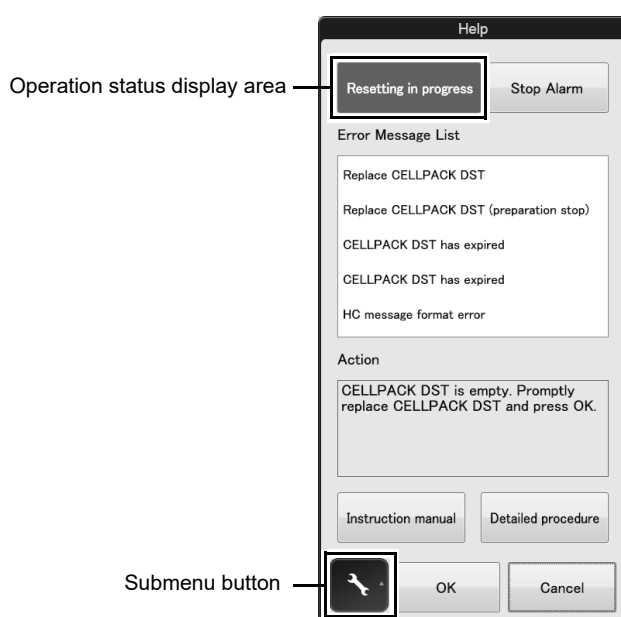 Help
Operation status display area
Resetting in progress
Stop Alarm
Error Message List
Replace CELLPACK DST
Replace CELLPACK DST (preparation stop)
CELLPACK DST has expired
CELLPACK DST has expired
HC message format error
Action
CELLPACK DST is empty. Promptly
replace CELLPACK DST and press OK.
Instruction manual
Detailed procedure
Submenu button
OK
Cancel